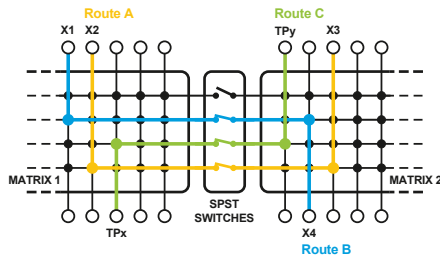 Route A
Route C
X1 X2 TPy X3
MATRIX 1
MATRIX 2
SPST
SWITCHES
TPx
X4
Route B